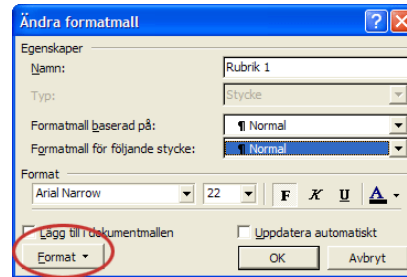 Ändra formatmall
Egenskaper
Namn: Rubrik 1
Typ: Stycke
Formatmall baserad på: ¶ Normal
Formatmall för följande stycke: ¶ Normal
Format
Arial Narrow 22 F K U A
Lägg till i dokumentmallen Uppdatera automatiskt
Format OK Avbryt